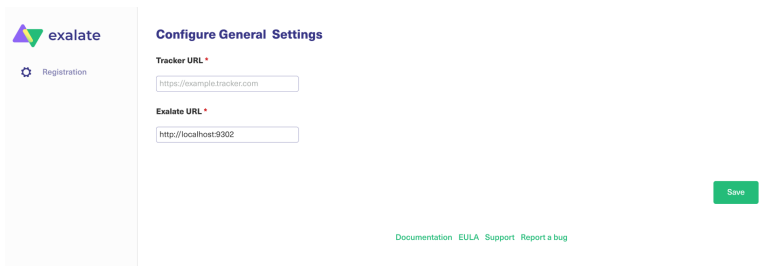 exalate
Registration
Configure General Settings
Tracker URL *
https://example.tracker.com
Exalate URL *
http://localhost:9302
Save
Documentation EULA Support Report a bug